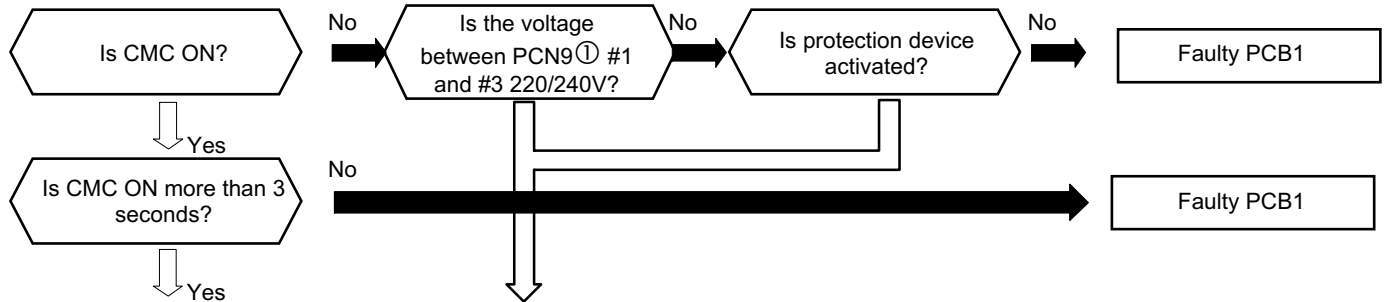 No
No
No
Is CMC ON?
Is the voltage
between PCN9① #1
and #3 220/240V?
Is protection device
activated?
Faulty PCB1
Yes
Is CMC ON more than 3
seconds?
No
Faulty PCB1
Yes